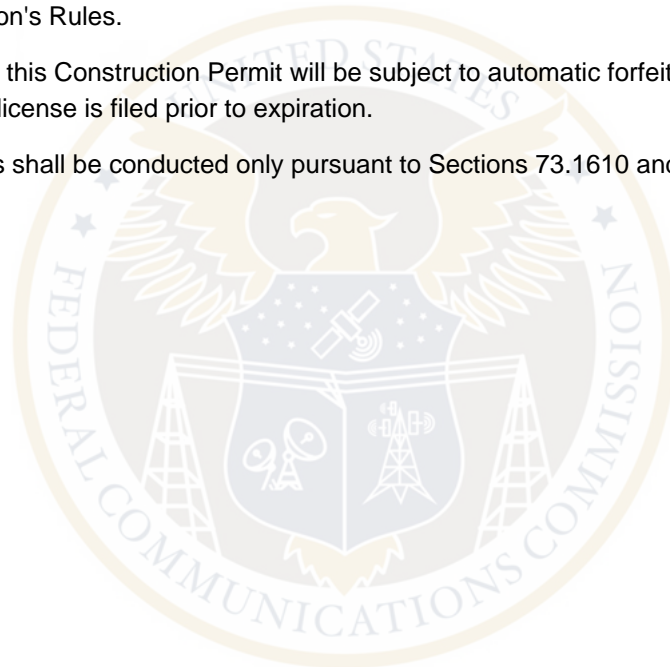 on's Rules.
this Construction Permit will be subject to automatic forfeit
license is filed prior to expiration.
s shall be conducted only pursuant to Sections 73.1610 and
UNITED STATES
FEDERAL COMMUNICATIONS COMMISSION